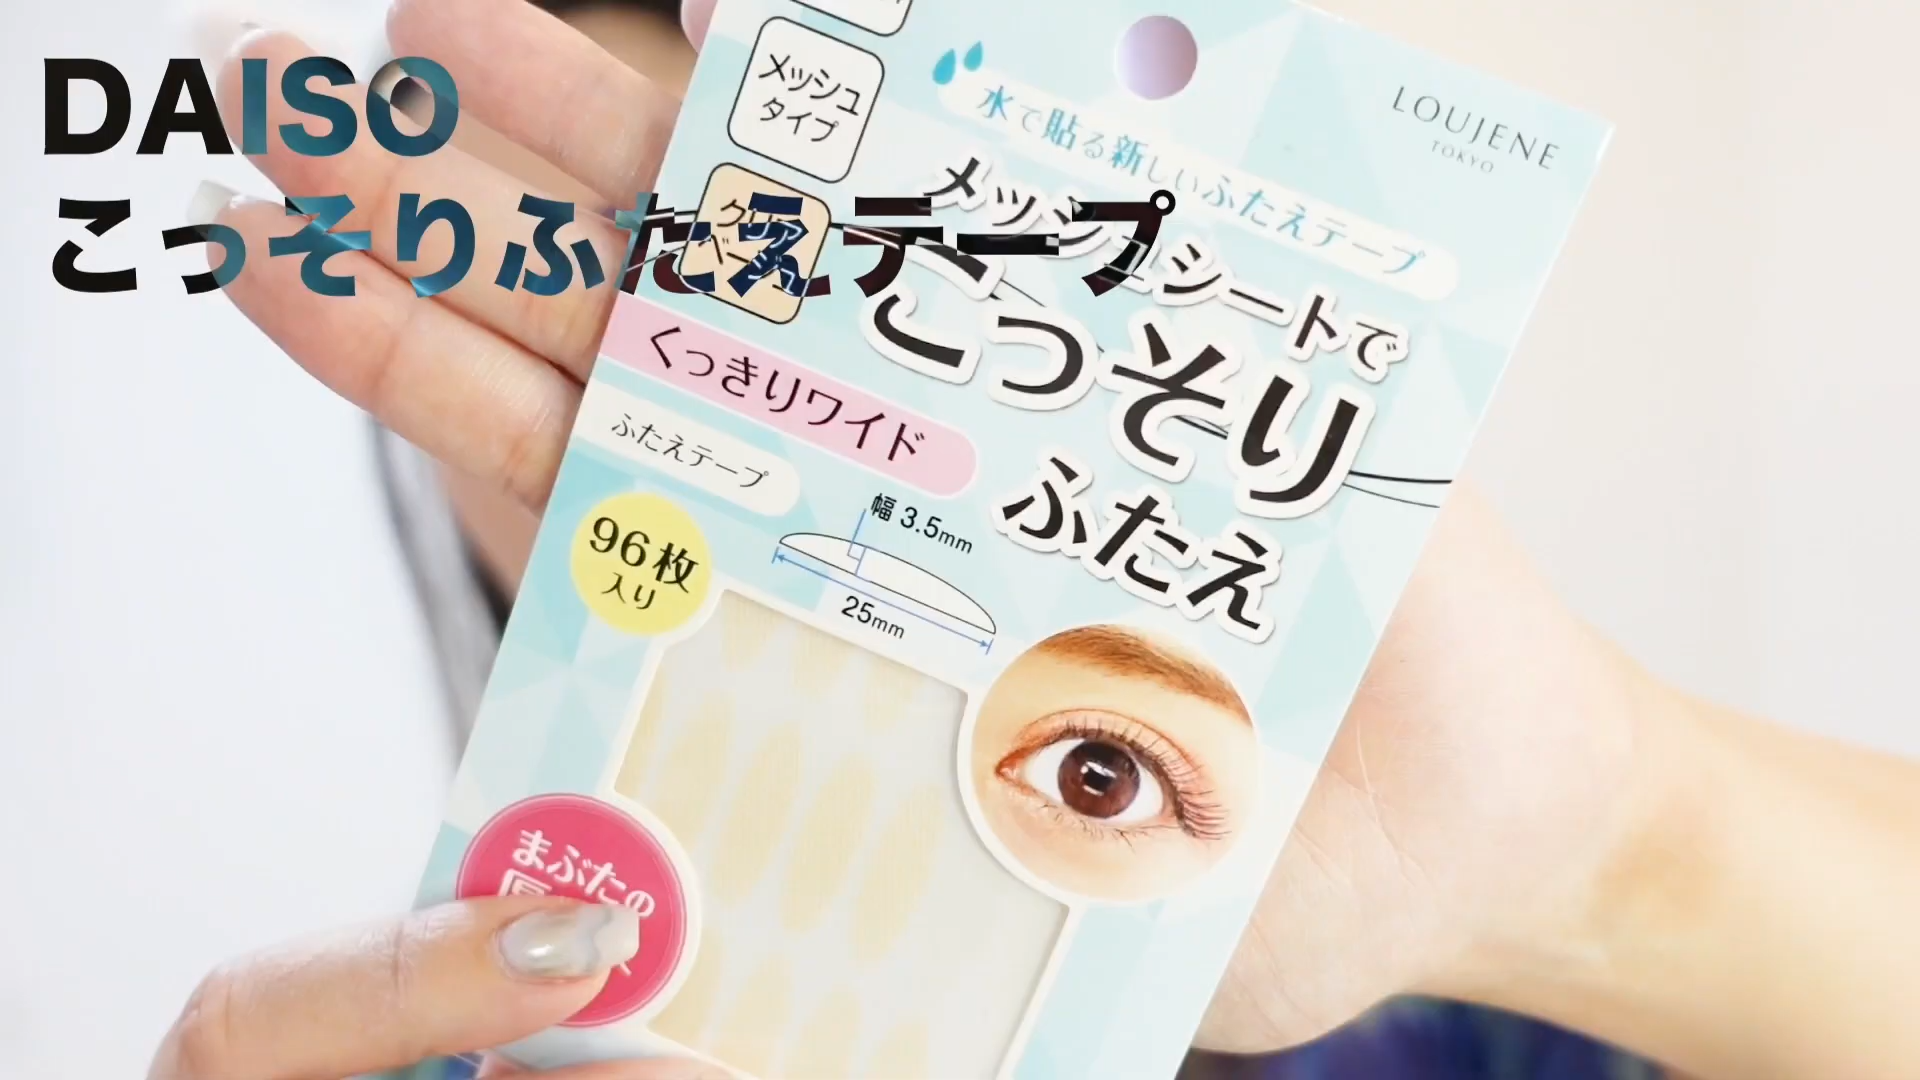 DAISO
こっそりふたえテープ
メッシュ
タイプ
クリア
ベージュ
水で貼る新しいふたえテープ
LOUJENE
TOKYO
メッシュシートで
こっそり
ふたえ
くっきりワイド
ふたえテープ
96枚
入り
幅 3.5mm
25mm
まぶたの